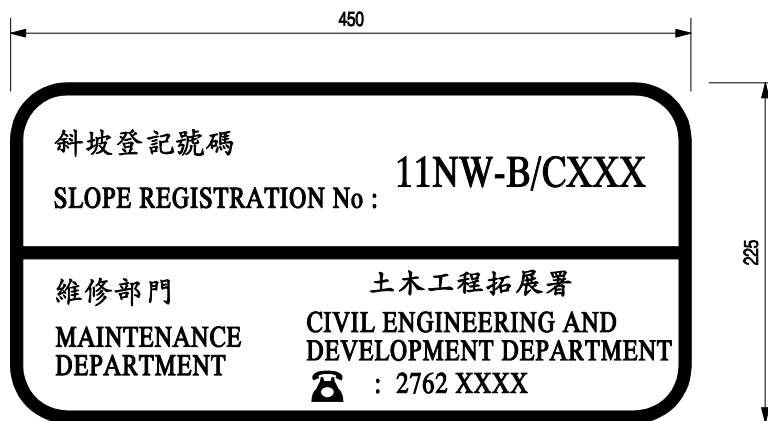 450
斜坡登記號碼
SLOPE REGISTRATION No :
11NW-B/CXXX
225
維修部門
MAINTENANCE
DEPARTMENT
土木工程拓展署
CIVIL ENGINEERING AND
DEVELOPMENT DEPARTMENT
☎ : 2762 XXXX